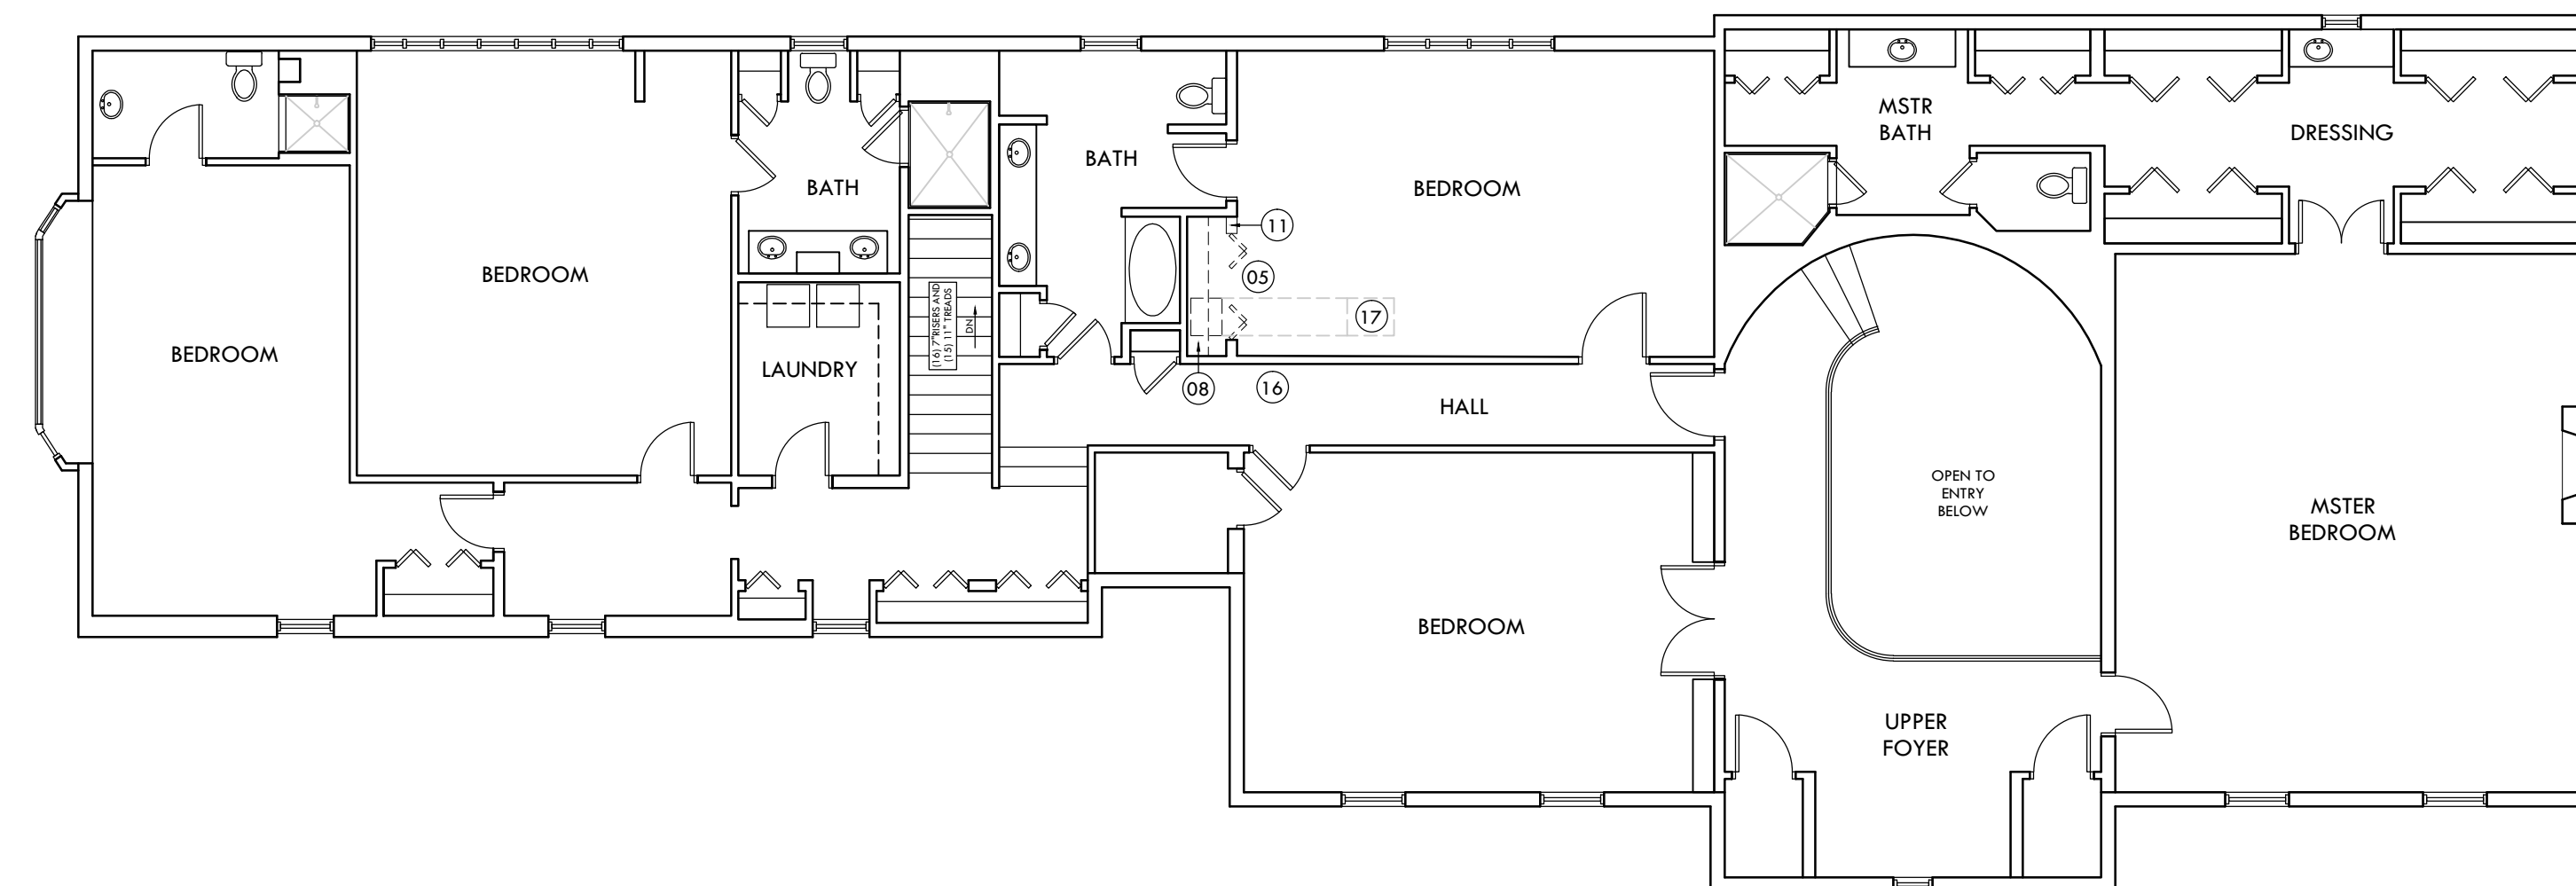 MSTR
BATH
DRESSING
BATH
BATH
BEDROOM
11
BEDROOM
05
17
(16) 7"RISERS AND
(15) 11" TREADS
DN
BEDROOM
LAUNDRY
08
16
HALL
OPEN TO
ENTRY
BELOW
MSTER
BEDROOM
BEDROOM
UPPER
FOYER